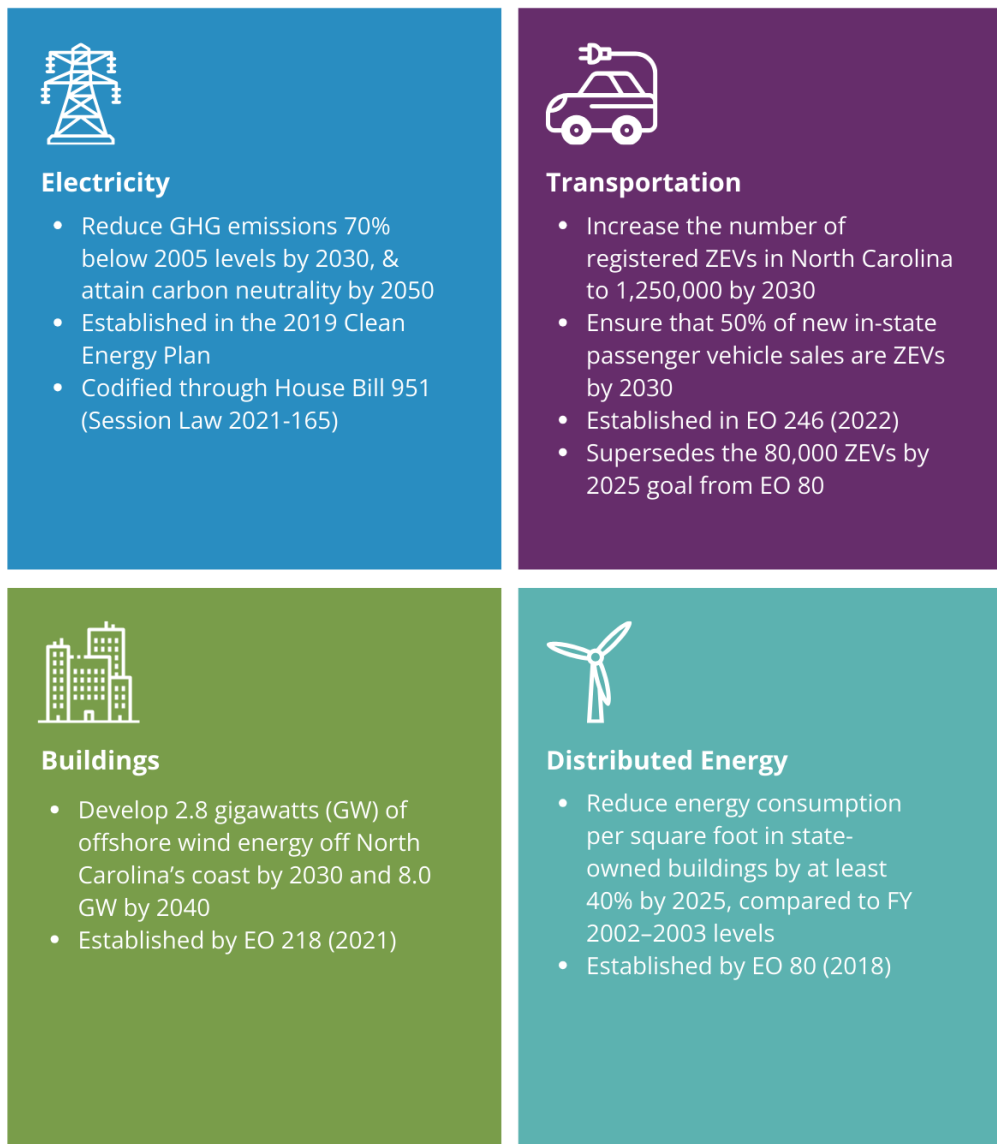 Electricity
• Reduce GHG emissions 70%
below 2005 levels by 2030, &
attain carbon neutrality by 2050
• Established in the 2019 Clean
Energy Plan
• Codified through House Bill 951
(Session Law 2021-165)
Transportation
• Increase the number of
registered ZEVs in North Carolina
to 1,250,000 by 2030
• Ensure that 50% of new in-state
passenger vehicle sales are ZEVs
by 2030
• Established in EO 246 (2022)
• Supersedes the 80,000 ZEVs by
2025 goal from EO 80
Buildings
• Develop 2.8 gigawatts (GW) of
offshore wind energy off North
Carolina’s coast by 2030 and 8.0
GW by 2040
• Established by EO 218 (2021)
Distributed Energy
• Reduce energy consumption
per square foot in state-
owned buildings by at least
40% by 2025, compared to FY
2002–2003 levels
• Established by EO 80 (2018)